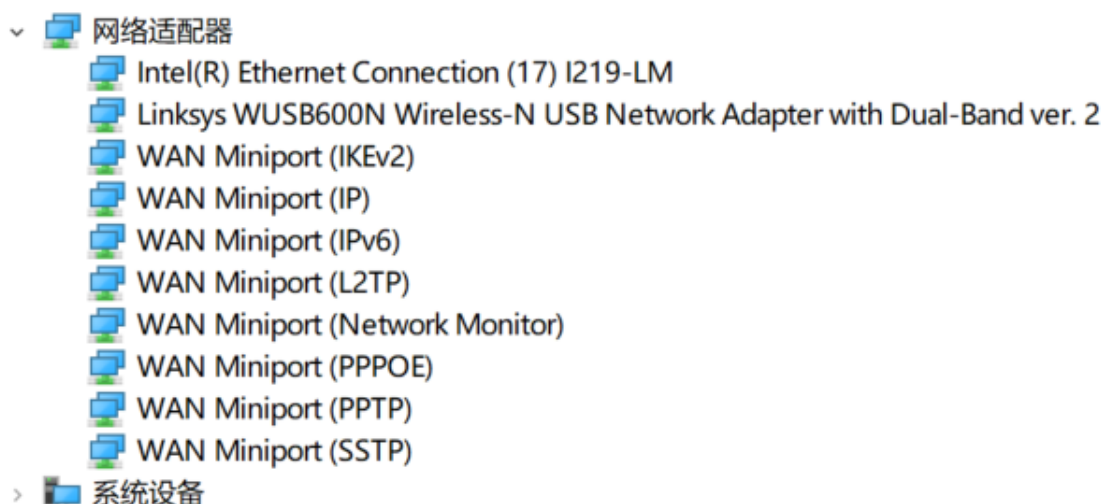 网络适配器
Intel(R) Ethernet Connection (17) I219-LM
Linksys WUSB600N Wireless-N USB Network Adapter with Dual-Band ver. 2
WAN Miniport (IKEv2)
WAN Miniport (IP)
WAN Miniport (IPv6)
WAN Miniport (L2TP)
WAN Miniport (Network Monitor)
WAN Miniport (PPPOE)
WAN Miniport (PPTP)
WAN Miniport (SSTP)
系统设备